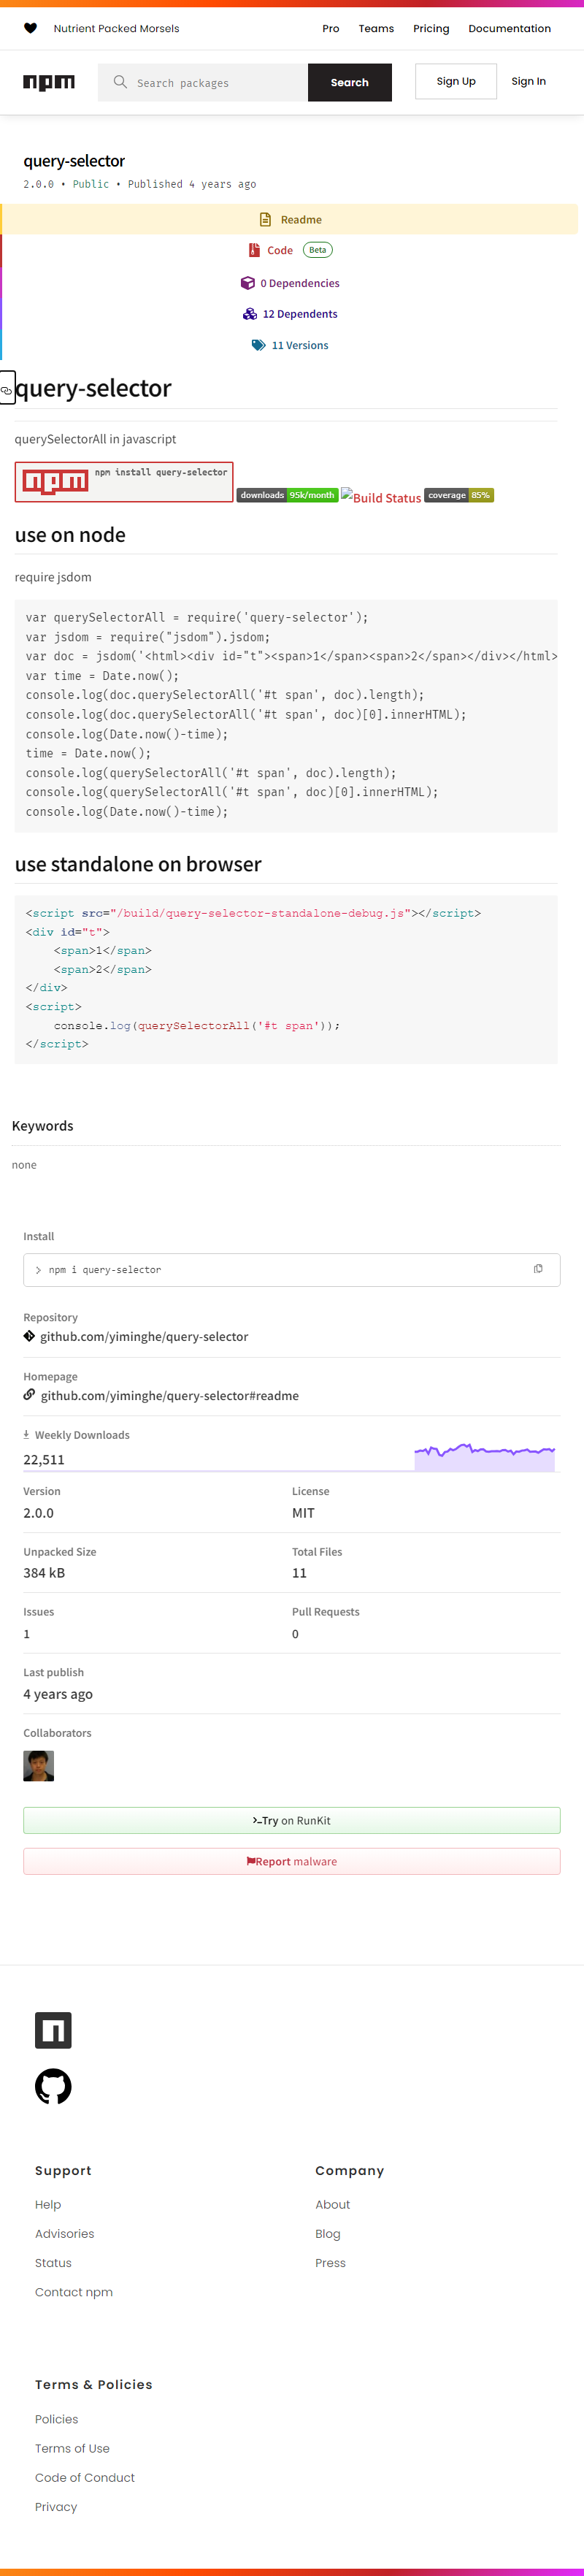 Nutrient Packed Morsels
Pro Teams Pricing Documentation
npm
Search packages
Search
Sign Up
Sign In
query-selector
2.0.0 • Public • Published 4 years ago
Readme
Code Beta
0 Dependencies
12 Dependents
11 Versions
query-selector
querySelectorAll in javascript
npm npm install query-selector downloads 95k/month Build Status coverage 85%
use on node
require jsdom
var querySelectorAll = require('query-selector');
var jsdom = require("jsdom").jsdom;
var doc = jsdom('<html><div id="t"><span>1</span><span>2</span></div></html>
var time = Date.now();
console.log(doc.querySelectorAll('#t span', doc).length);
console.log(doc.querySelectorAll('#t span', doc)[0].innerHTML);
console.log(Date.now()-time);
time = Date.now();
console.log(querySelectorAll('#t span', doc).length);
console.log(querySelectorAll('#t span', doc)[0].innerHTML);
console.log(Date.now()-time);
use standalone on browser
<script src="/build/query-selector-standalone-debug.js"></script>
<div id="t">
    <span>1</span>
    <span>2</span>
</div>
<script>
    console.log(querySelectorAll('#t span'));
</script>
Keywords
none
Install
npm i query-selector
Repository
github.com/yiminghe/query-selector
Homepage
github.com/yiminghe/query-selector#readme
Weekly Downloads
22,511
Version
2.0.0
License
MIT
Unpacked Size
384 kB
Total Files
11
Issues
1
Pull Requests
0
Last publish
4 years ago
Collaborators
Try on RunKit
Report malware
Support
Help
Advisories
Status
Contact npm
Company
About
Blog
Press
Terms & Policies
Policies
Terms of Use
Code of Conduct
Privacy